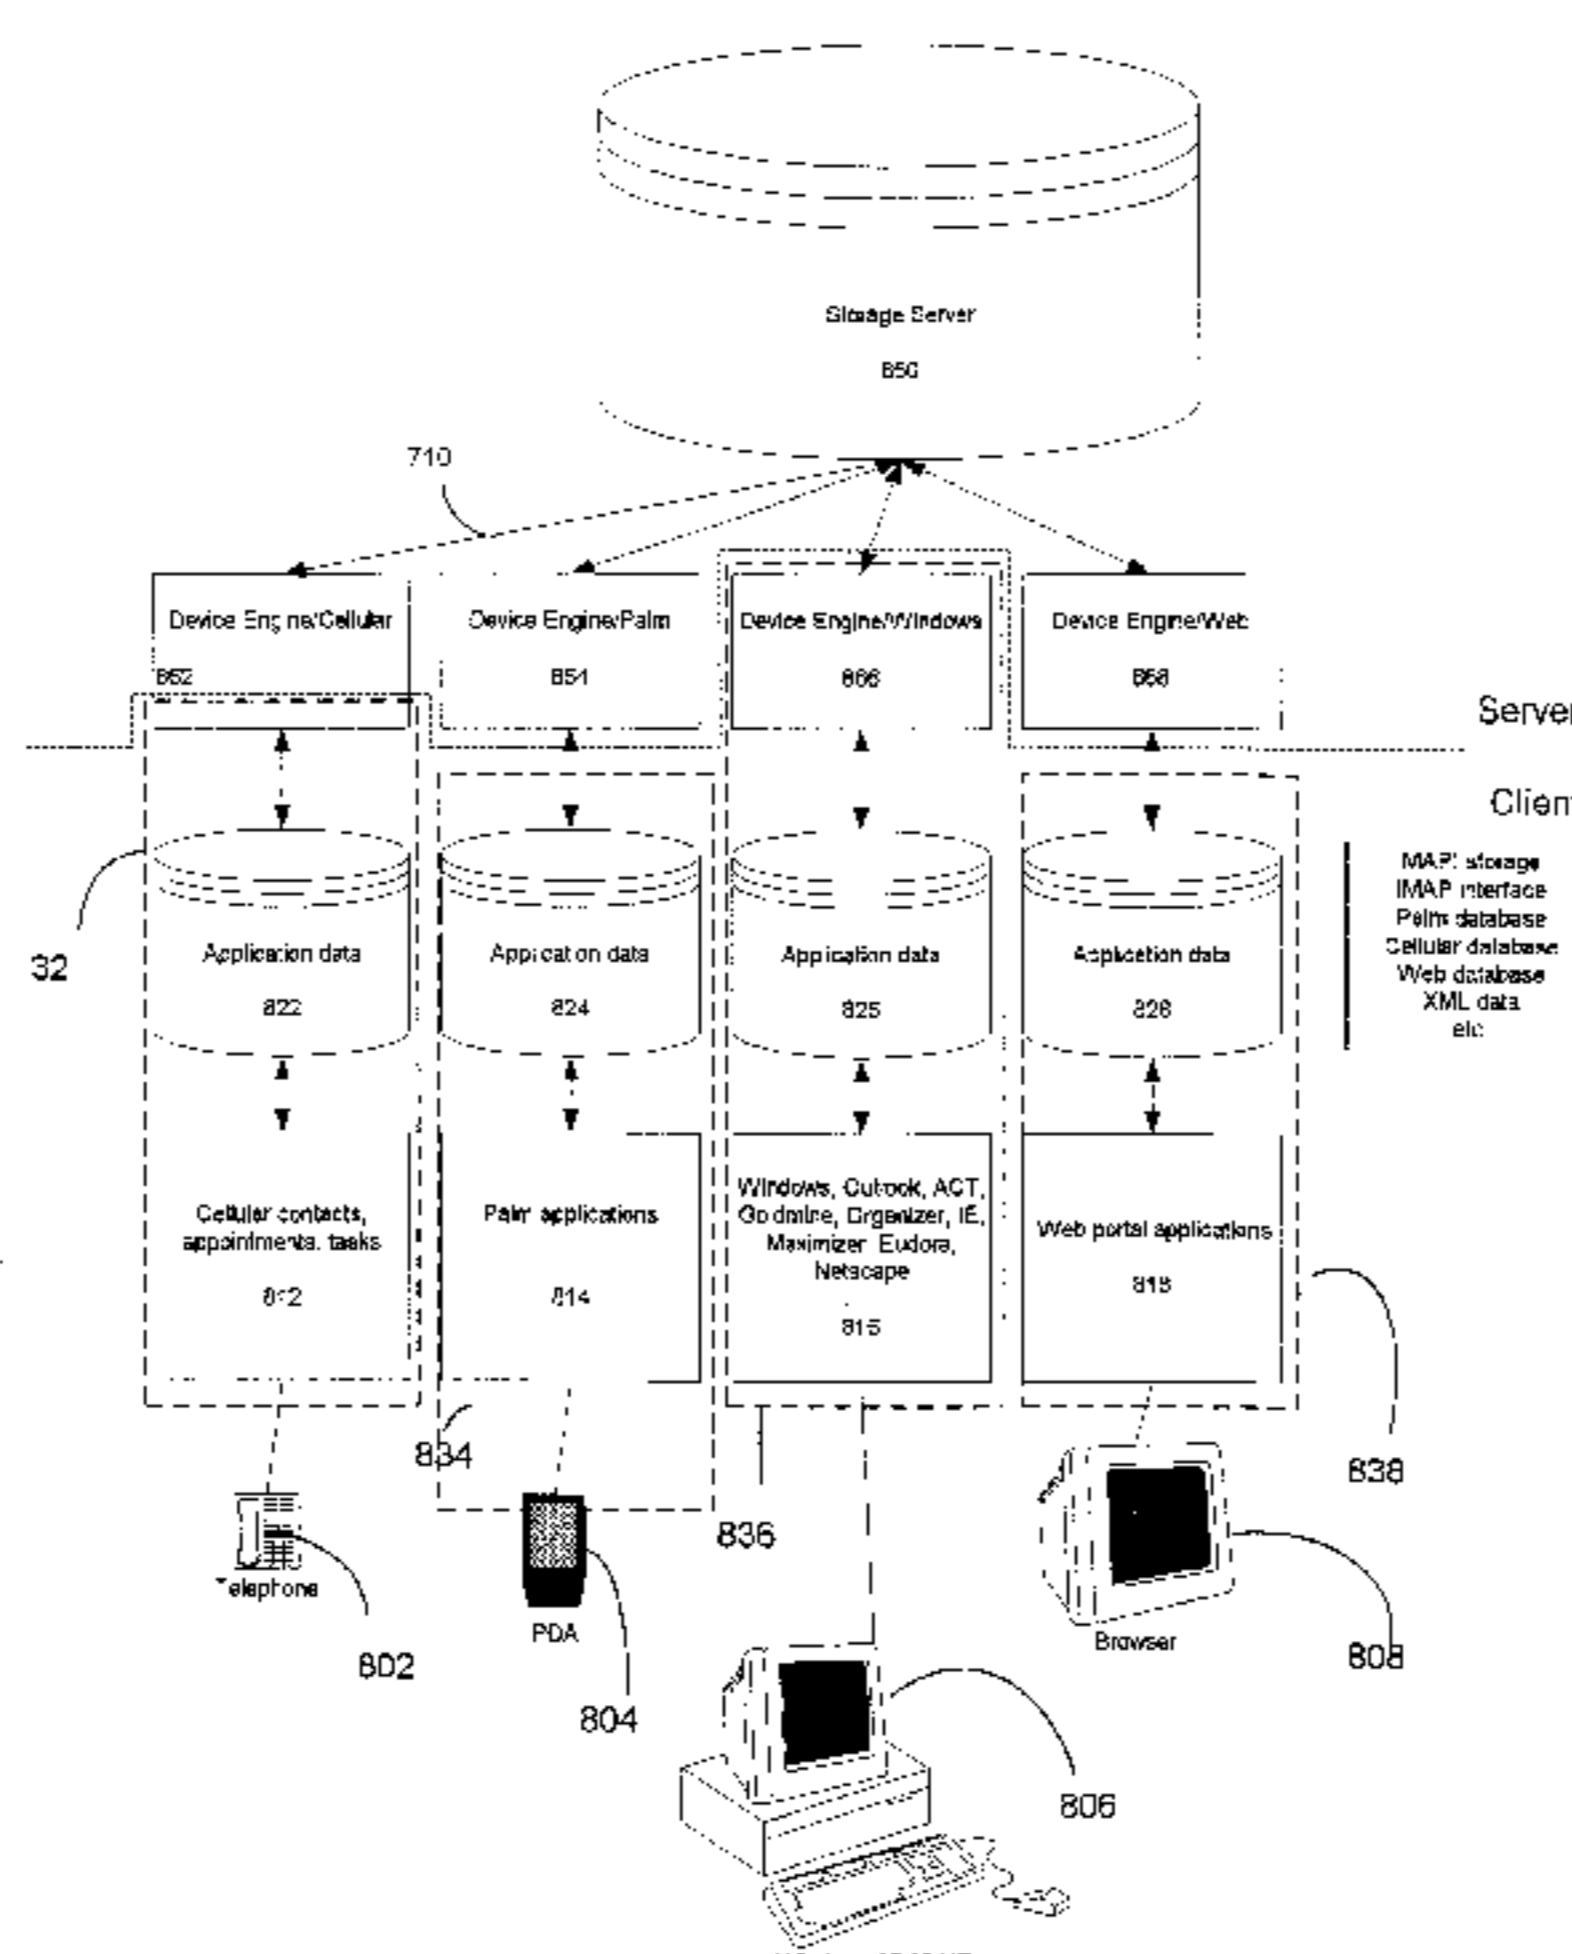 Storage Server
850
710
Device Engine/Cellular
852
Device Engine/Palm
854
Device Engine/Windows
856
Device Engine/Web
858
Server
Client
32
Application data
822
Application data
824
Application data
825
Application data
826
MAPI storage
IMAP interface
Palm database
Cellular database
Web database
XML data
etc
Cellular contacts,
appointments, tasks
812
Palm applications
814
Windows, Outlook, ACT,
Goldmine, Organizer, IE,
Maximizer, Eudora,
Netscape
815
Web portal applications
818
834
836
838
Telephone
802
PDA
804
Browser
808
806